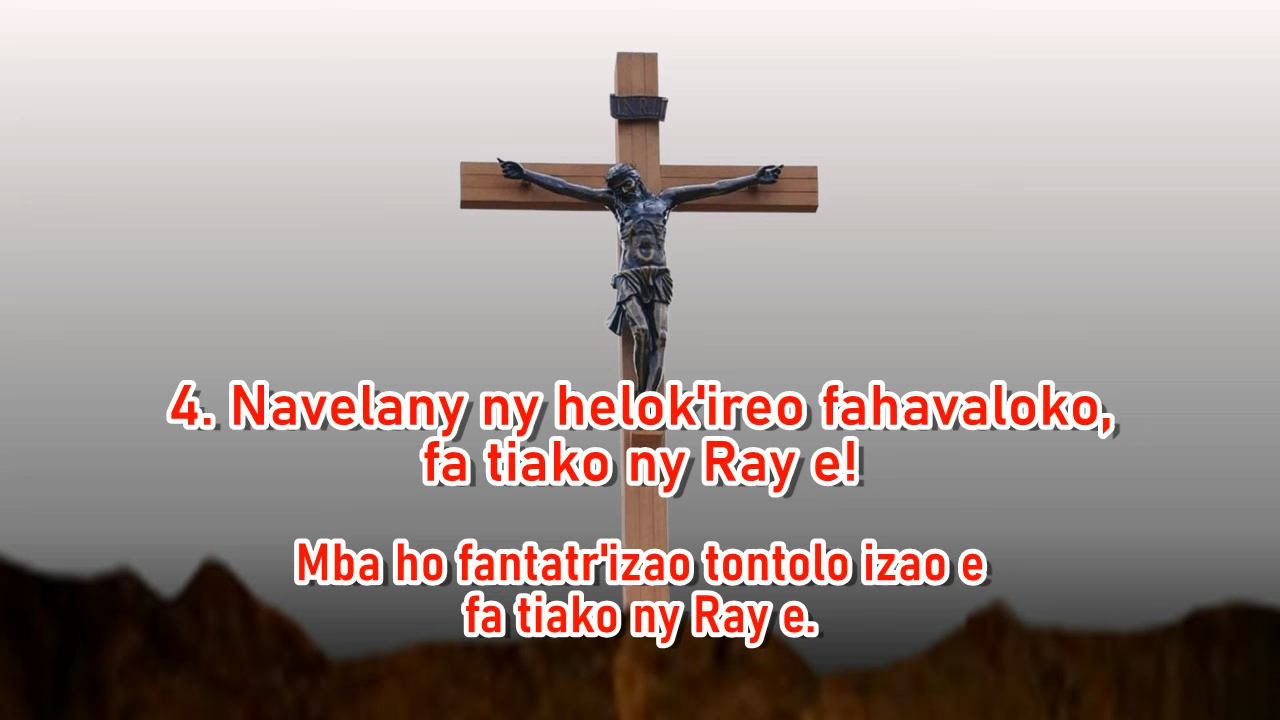 I.N.R.I.
4. Navelany ny helok'ireo fahavaloko,
fa tiako ny Ray e!
Mba ho fantatr'izao tontolo izao e
fa tiako ny Ray e.